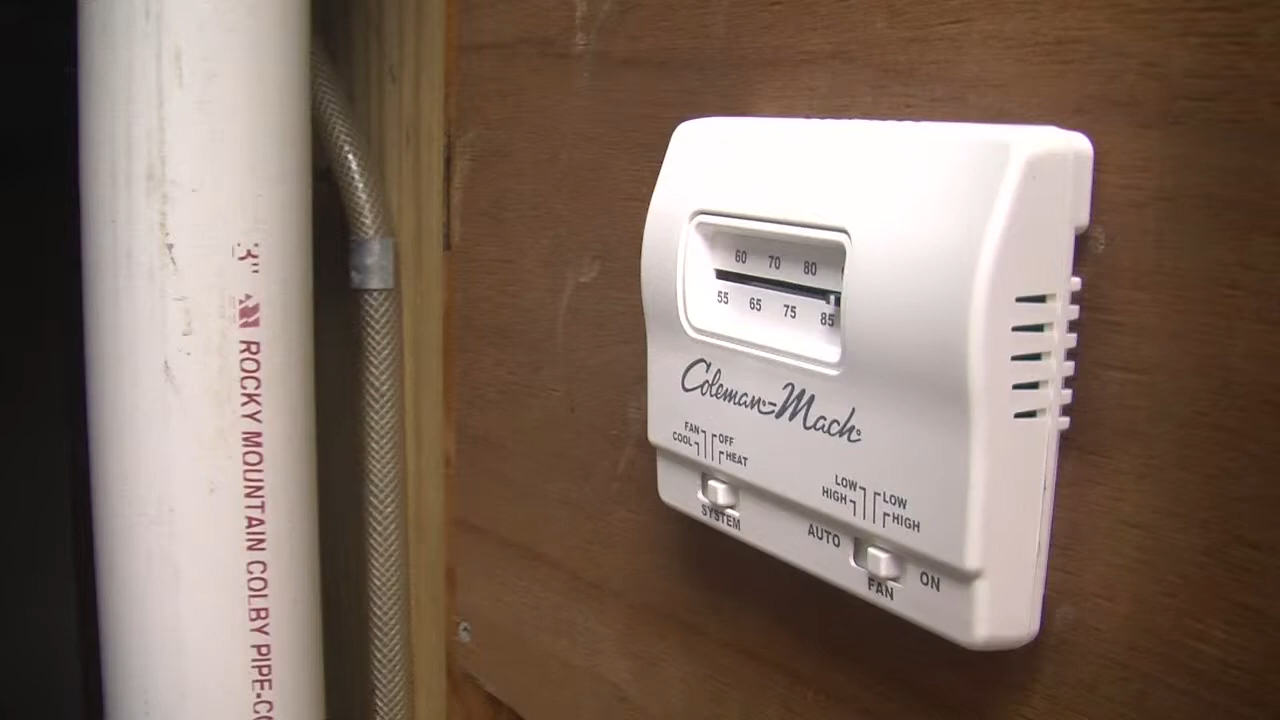 3"
ROCKY MOUNTAIN COLBY PIPE-CO
60 70 80
55 65 75 85
Coleman-Mach
FAN OFF
COOL HEAT
SYSTEM
LOW LOW
HIGH HIGH
AUTO ON
FAN